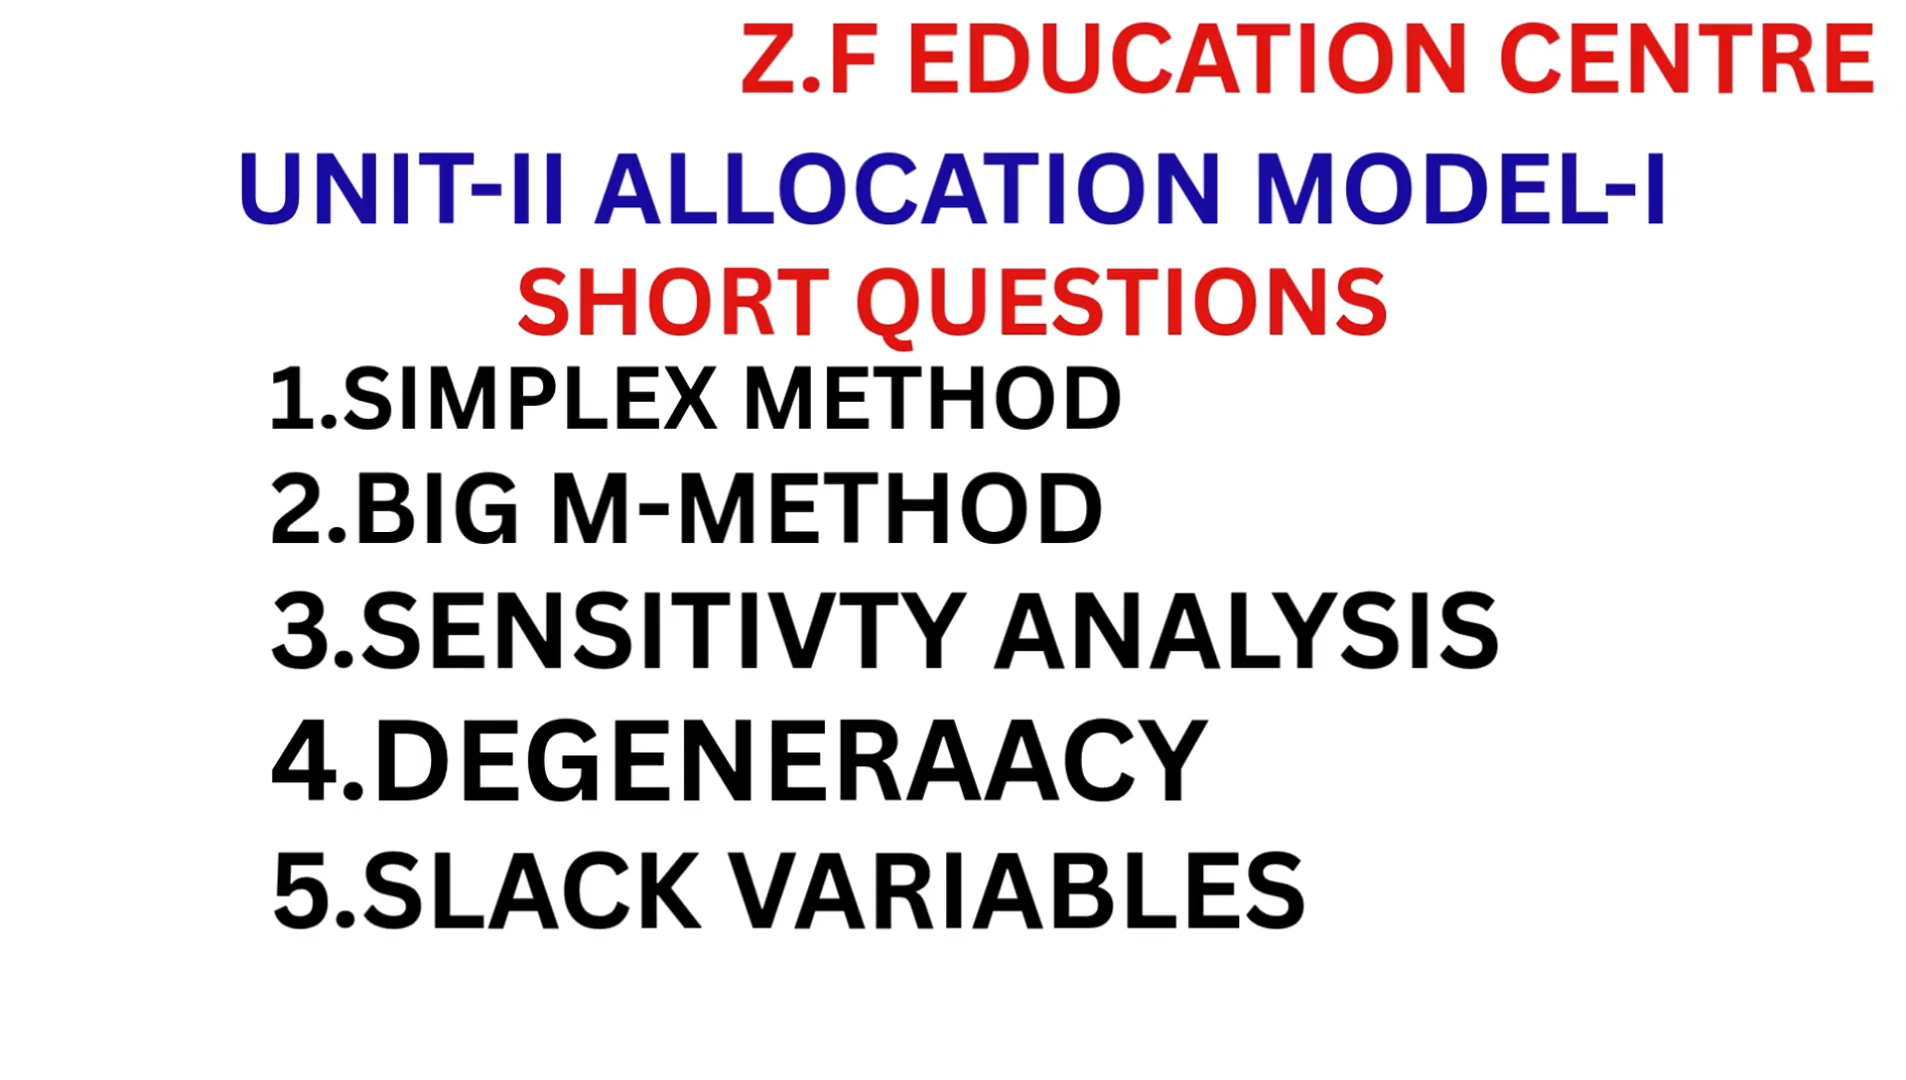 Z.F EDUCATION CENTRE
UNIT-II ALLOCATION MODEL-I
SHORT QUESTIONS
1.SIMPLEX METHOD
2.BIG M-METHOD
3.SENSITIVTY ANALYSIS
4.DEGENERAACY
5.SLACK VARIABLES